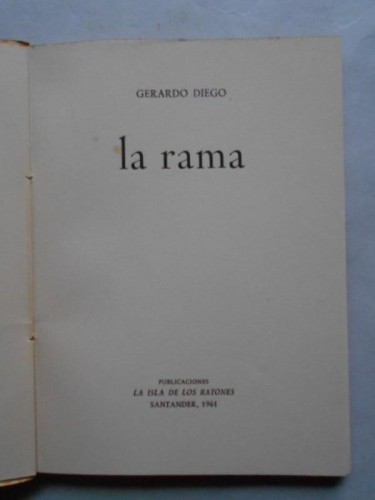 GERARDO DIEGO
la rama
PUBLICACIONES
LA ISLA DE LOS RATONES
SANTANDER, 1961